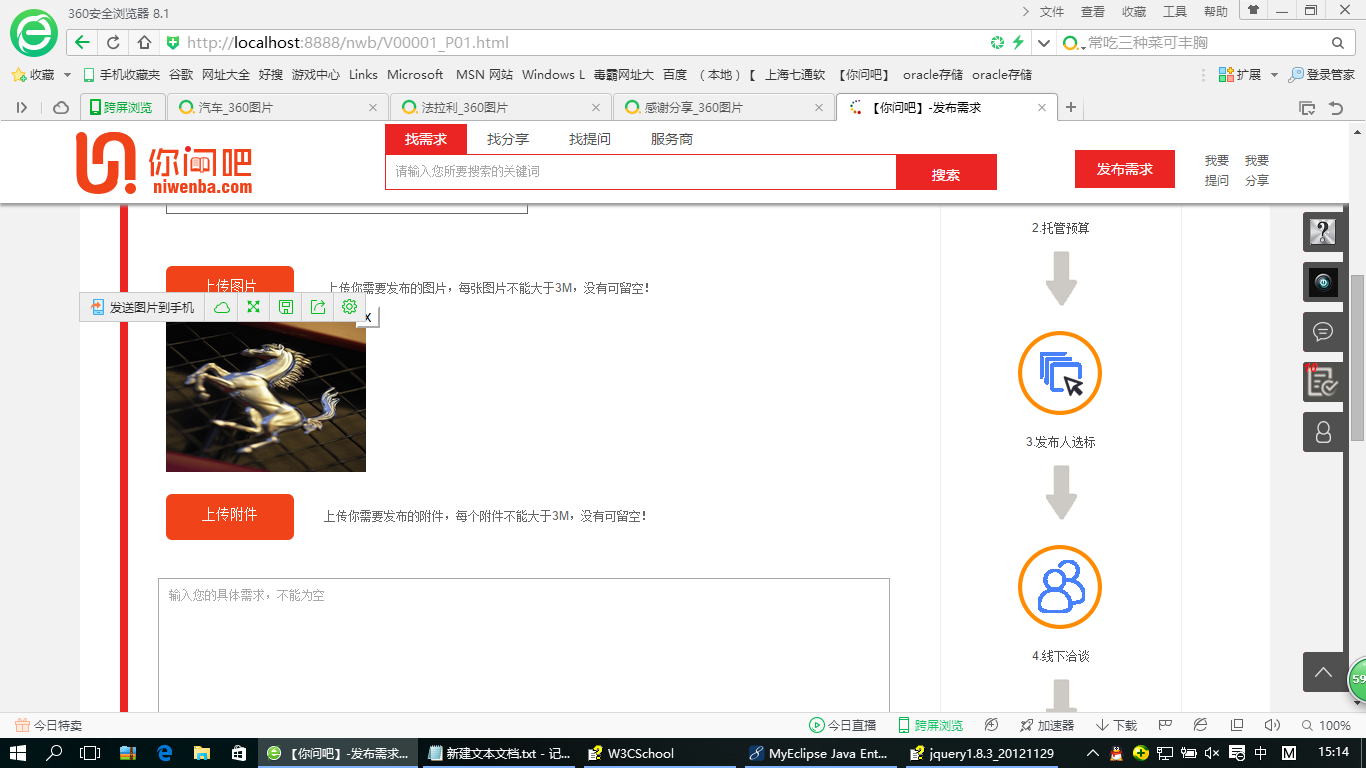 360安全浏览器 8.1
文件 查看 收藏 工具 帮助
http://localhost:8888/nwb/V00001_P01.html
常吃三种菜可丰胸
收藏 手机收藏夹 谷歌 网址大全 好搜 游戏中心 Links Microsoft MSN 网站 Windows L 毒霸网址大 百度 （本地）【 上海七通软 【你问吧】 oracle存储 oracle存储 扩展 登录管家
跨屏浏览 汽车_360图片 法拉利_360图片 感谢分享_360图片 【你问吧】-发布需求
找需求 找分享 找提问 服务商
你问吧
niwenba.com
请输入您所要搜索的关键词 搜索
发布需求
我要 我要
提问 分享
2.托管预算
上传图片 上传你需要发布的图片，每张图片不能大于3M，没有可留空！
发送图片到手机
x
3.发布人选标
上传附件 上传你需要发布的附件，每个附件不能大于3M，没有可留空！
输入您的具体需求，不能为空
4.线下洽谈
59
今日特卖 今日直播 跨屏浏览 加速器 下载 100%
【你问吧】-发布需求... 新建文本文档.txt - 记... W3CSchool MyEclipse Java Ent... jquery1.8.3_20121129 中 M 15:14